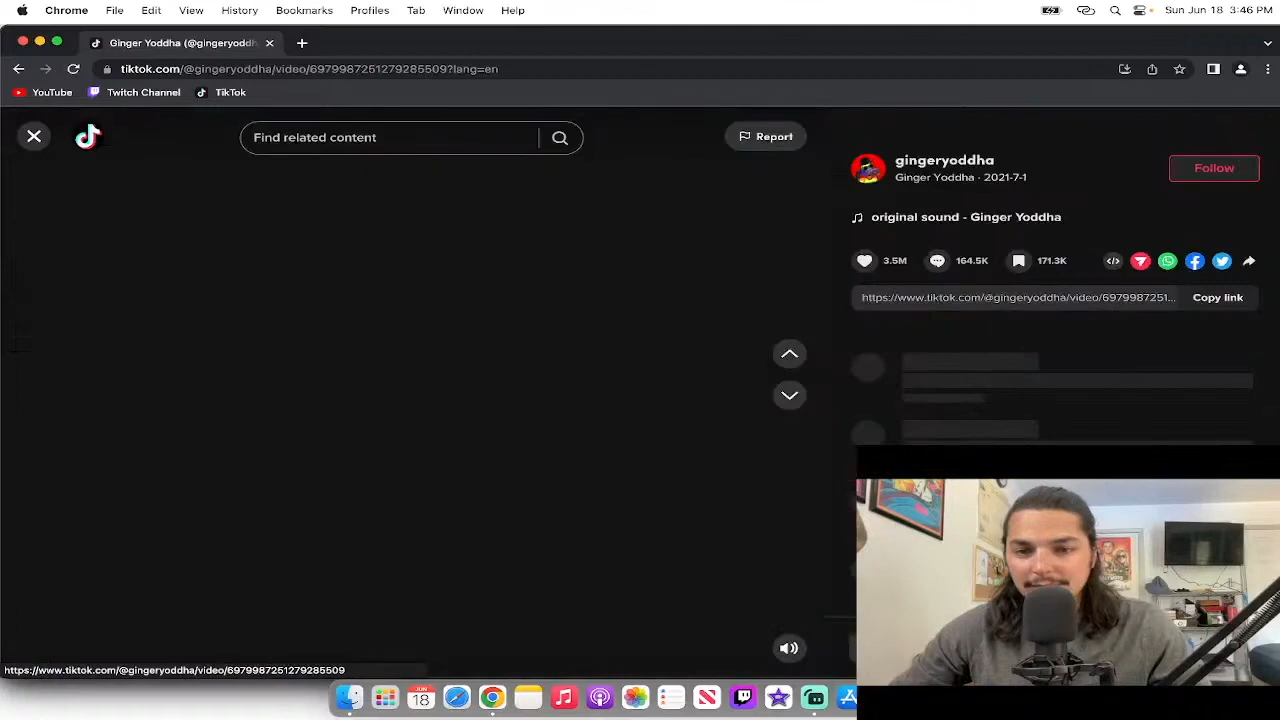 Chrome File Edit View History Bookmarks Profiles Tab Window Help Sun Jun 18 3:46 PM
Ginger Yoddha (@gingeryoddh
tiktok.com/@gingeryoddha/video/6979987251279285509?lang=en
YouTube Twitch Channel TikTok
Find related content
Report
gingeryoddha
Ginger Yoddha · 2021-7-1
Follow
original sound - Ginger Yoddha
3.5M 164.5K 171.3K
https://www.tiktok.com/@gingeryoddha/video/6979987251... Copy link
https://www.tiktok.com/@gingeryoddha/video/6979987251279285509
JUN
18